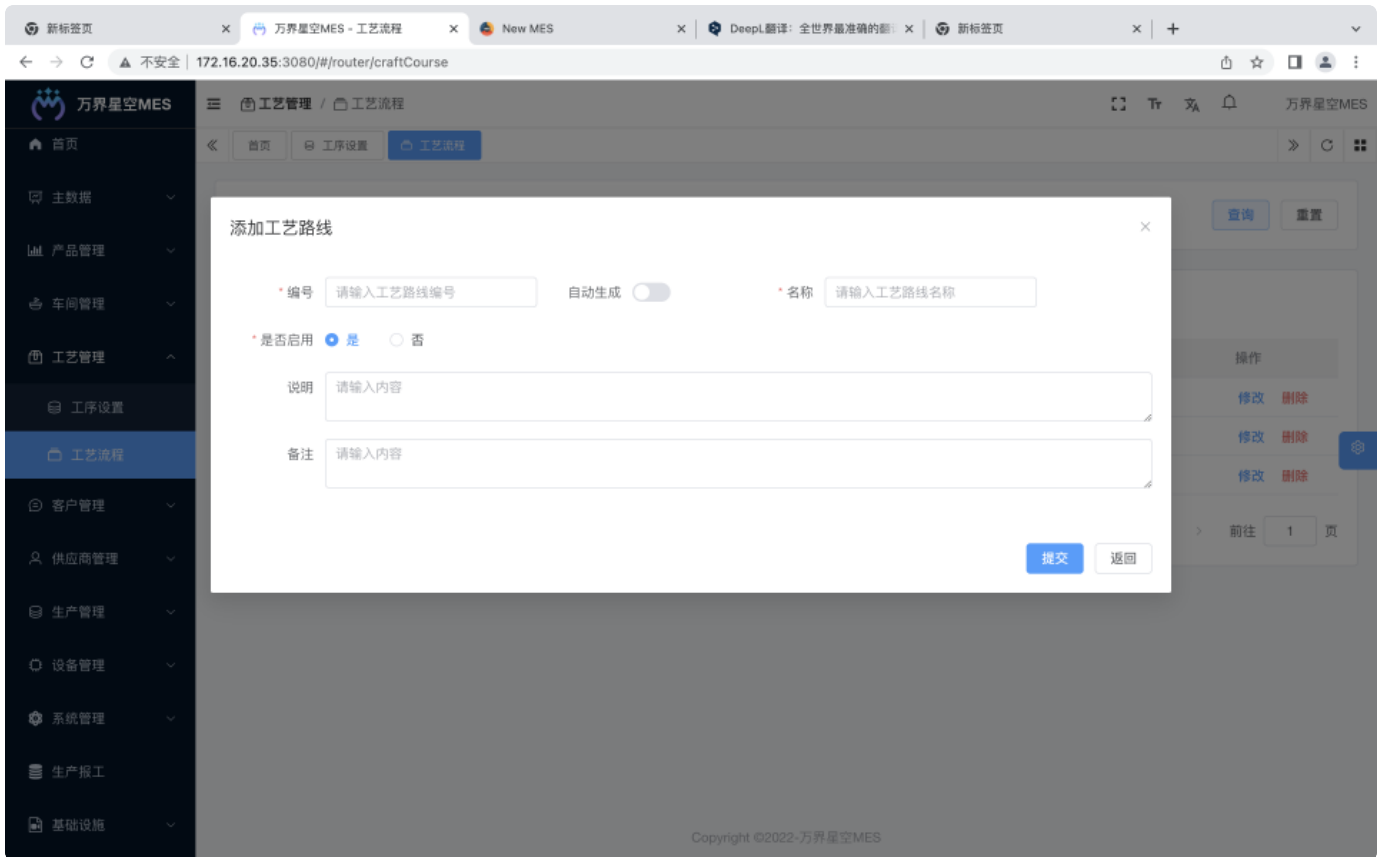 新标签页
万界星空MES - 工艺流程
New MES
DeepL翻译：全世界最准确的翻
新标签页
不安全 172.16.20.35:3080/#/router/craftCourse
万界星空MES
工艺管理 / 工艺流程
万界星空MES
首页
首页 工序设置 工艺流程
主数据
查询 重置
添加工艺路线
产品管理
* 编号 请输入工艺路线编号 自动生成 * 名称 请输入工艺路线名称
车间管理
* 是否启用 是 否
工艺管理
操作
说明 请输入内容
修改 删除
工序设置
修改 删除
备注 请输入内容
工艺流程
修改 删除
客户管理
前往 1 页
供应商管理
提交 返回
生产管理
设备管理
系统管理
生产报工
基础设施
Copyright ©2022-万界星空MES